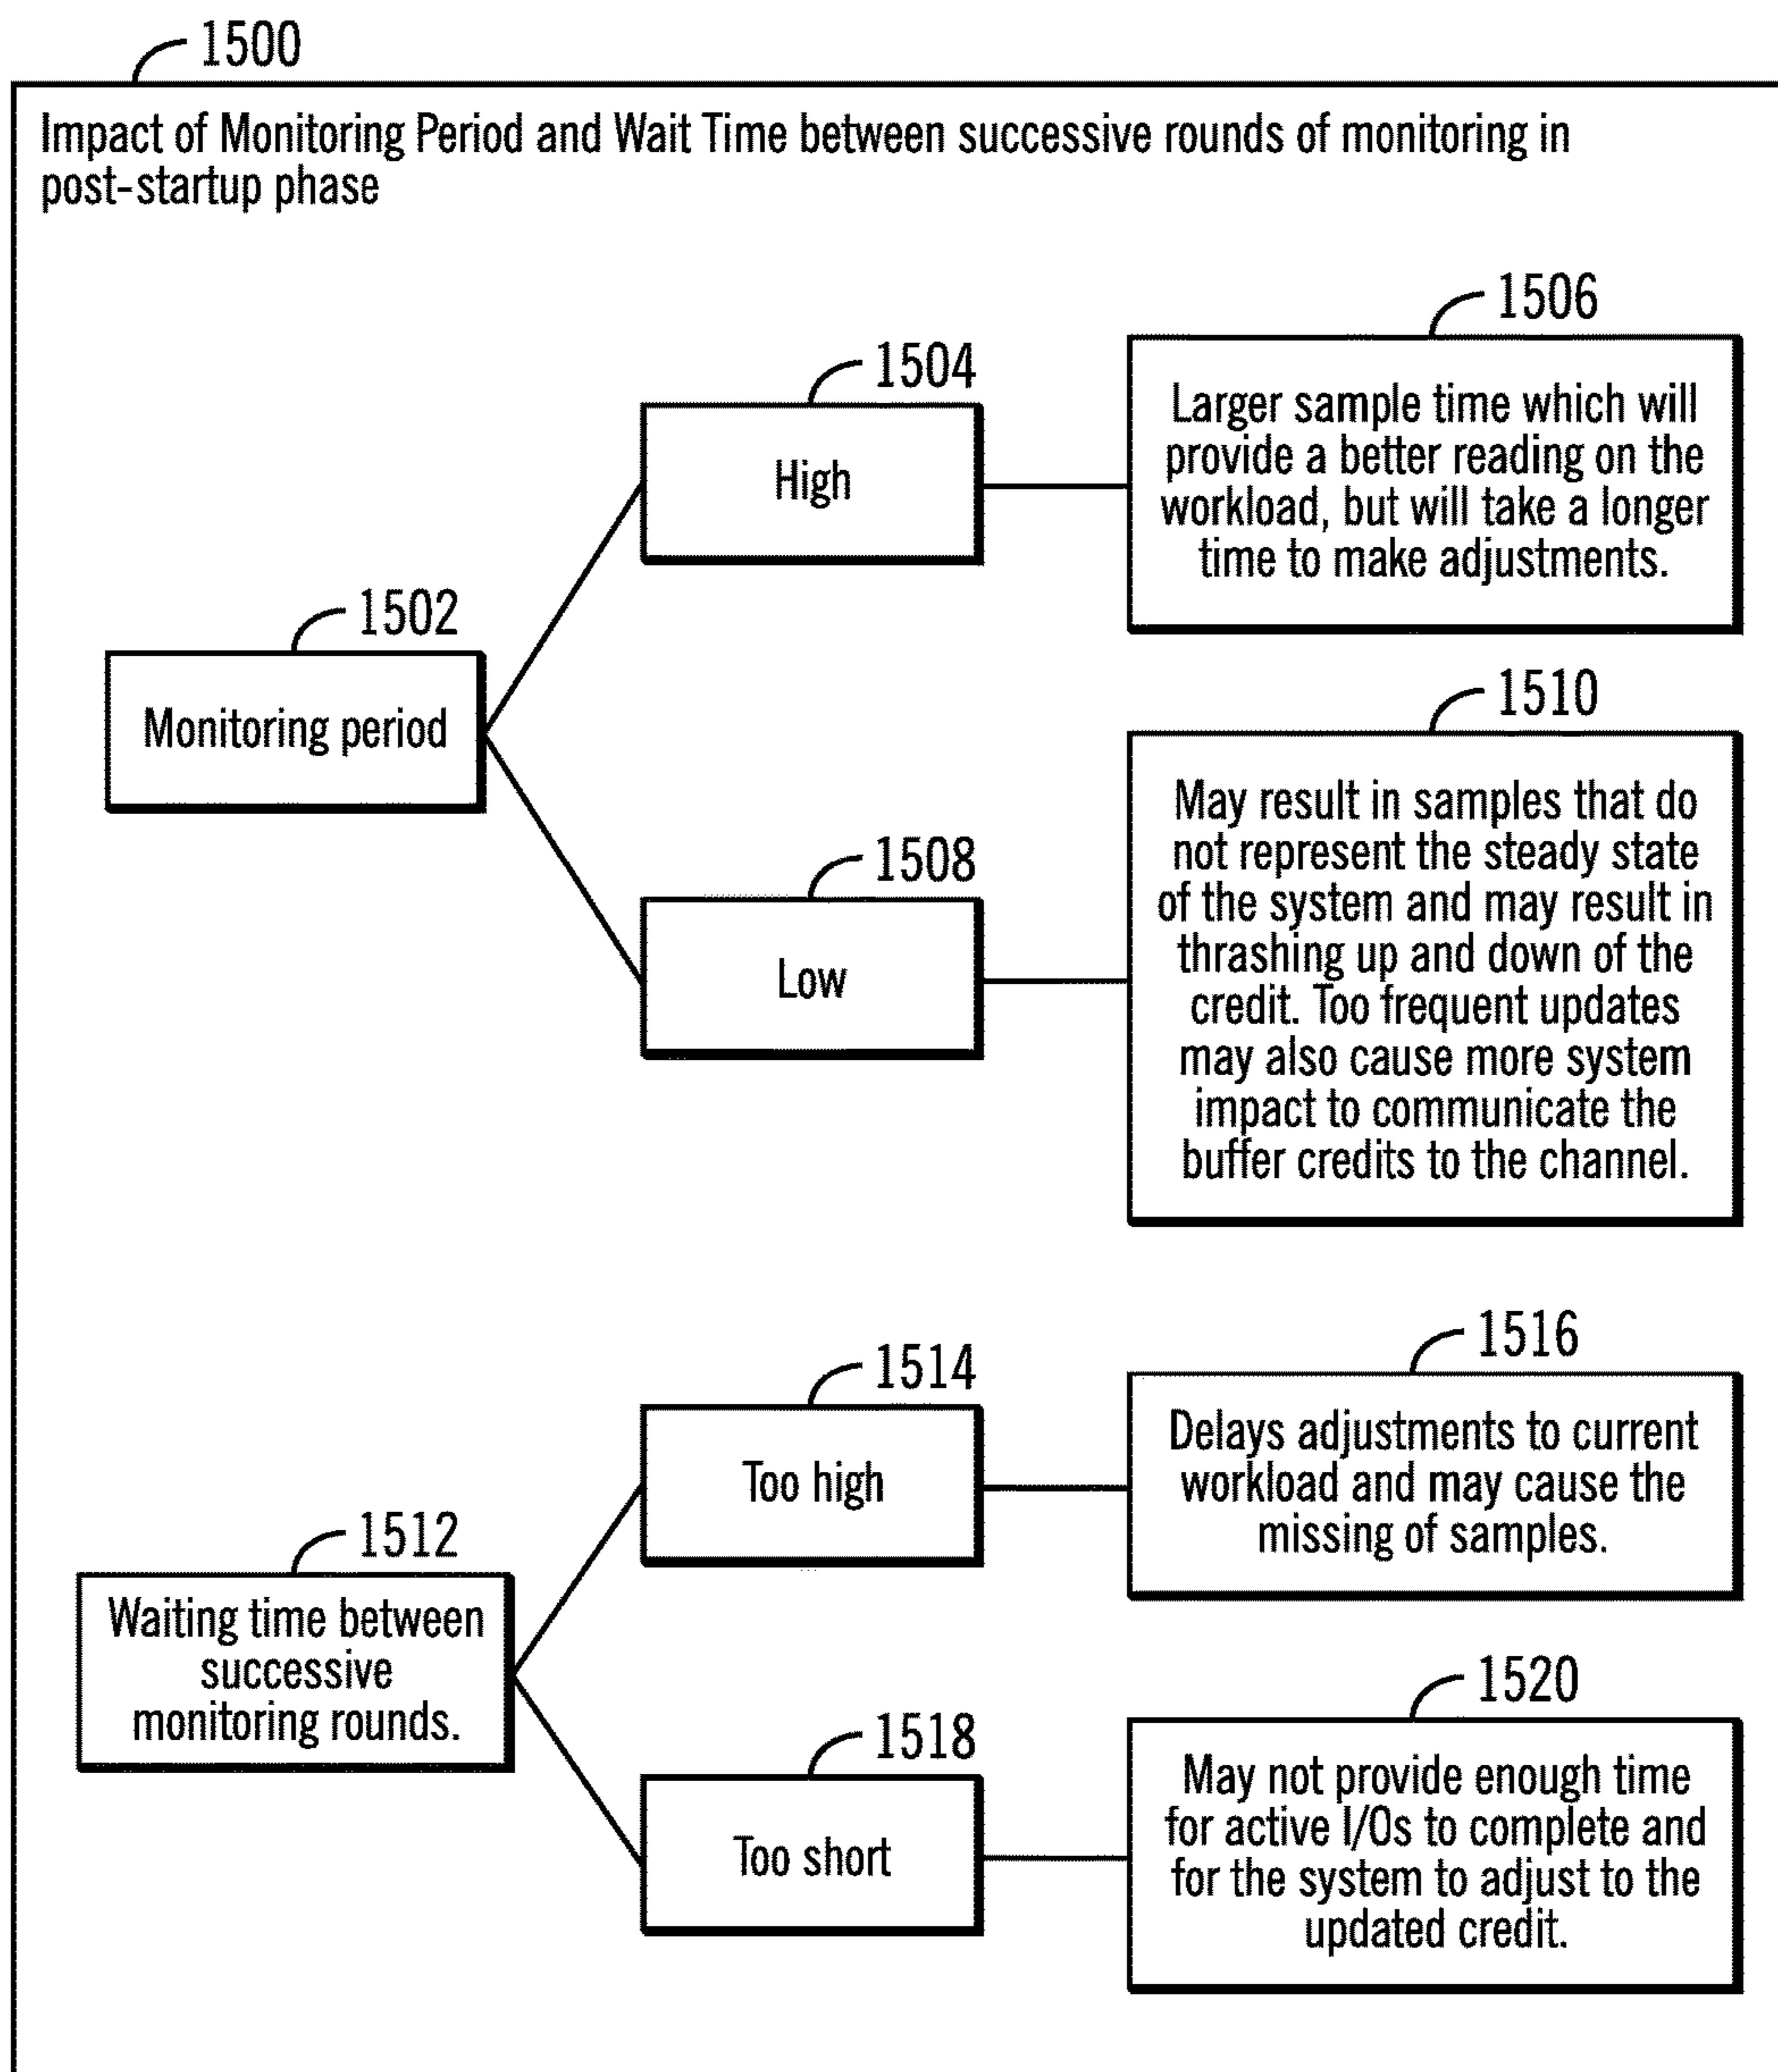 1500
Impact of Monitoring Period and Wait Time between successive rounds of monitoring in
post-startup phase
1506
1504
Larger sample time which will
provide a better reading on the
workload, but will take a longer
time to make adjustments.
High
1502
Monitoring period
1510
May result in samples that do
not represent the steady state
of the system and may result in
thrashing up and down of the
credit. Too frequent updates
may also cause more system
impact to communicate the
buffer credits to the channel.
1508
Low
1516
1514
Delays adjustments to current
workload and may cause the
missing of samples.
Too high
1512
Waiting time between
successive
monitoring rounds.
1520
1518
May not provide enough time
for active I/Os to complete and
for the system to adjust to the
updated credit.
Too short